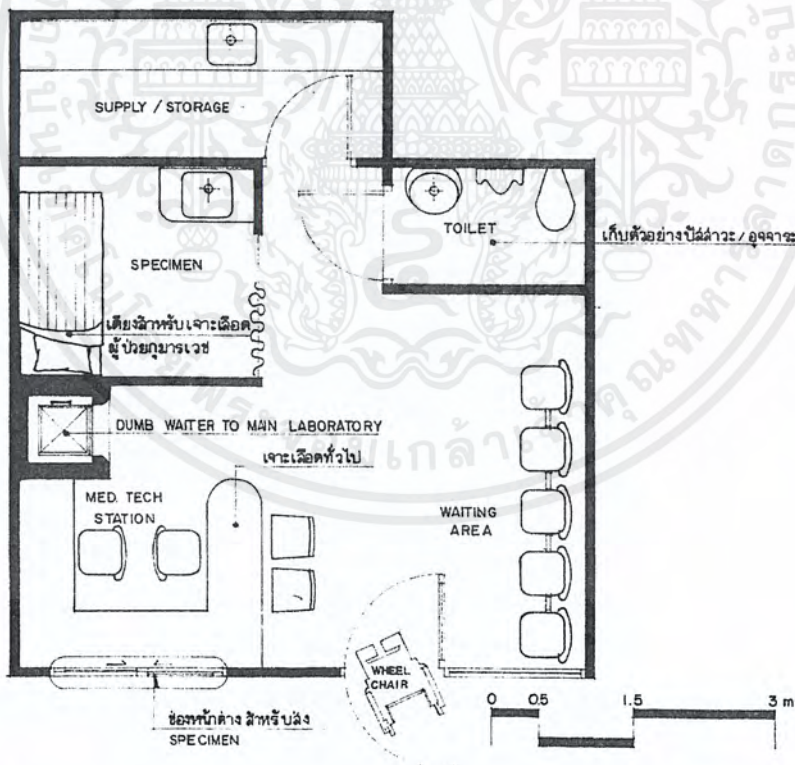 SUPPLY / STORAGE
TOILET
เก็บตัวอย่างปัสสาวะ / อุจจาระ
SPECIMEN
เตียงสำหรับเจาะเลือด
ผู้ป่วยกุมารเวช
DUMB WAITER TO MAIN LABORATORY
เจาะเลือดทั่วไป
MED. TECH
STATION
WAITING
AREA
WHEEL
CHAIR
ช่องหน้าต่าง สำหรับส่ง
SPECIMEN
0 0.5 1.5 3 m